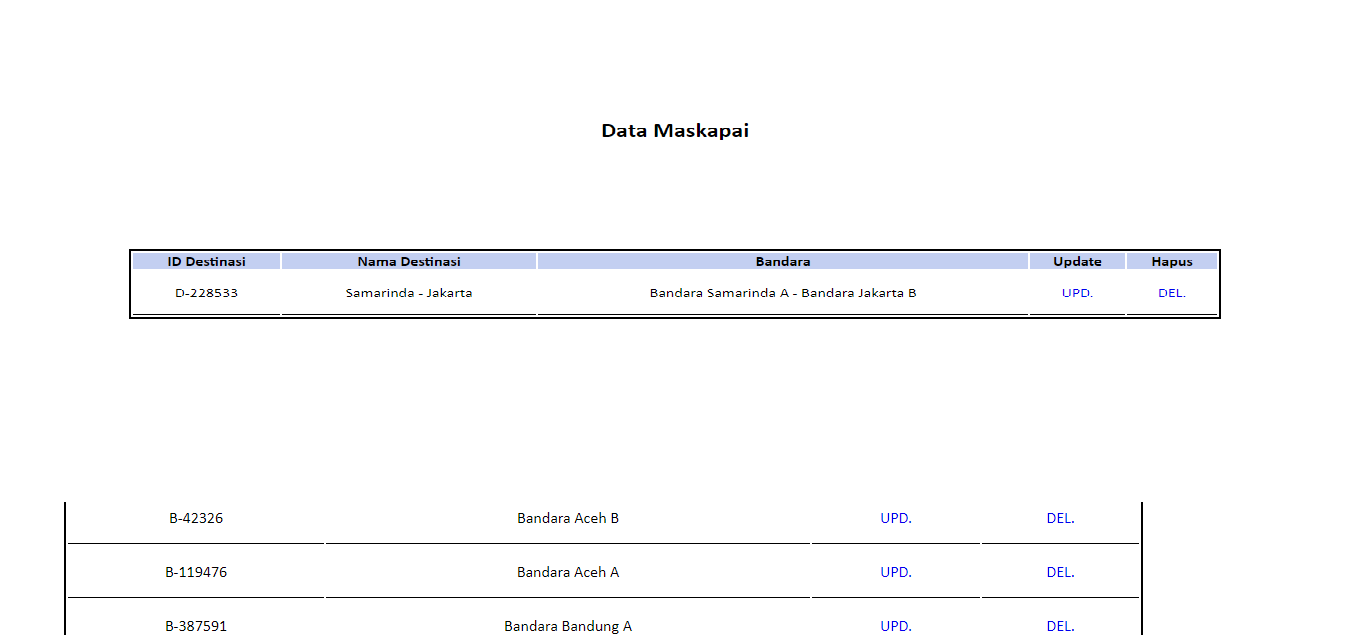 Data Maskapai
ID Destinasi Nama Destinasi Bandara Update Hapus
D-228533 Samarinda - Jakarta Bandara Samarinda A - Bandara Jakarta B UPD. DEL.
B-42326 Bandara Aceh B UPD. DEL.
B-119476 Bandara Aceh A UPD. DEL.
B-387591 Bandara Bandung A UPD. DEL.